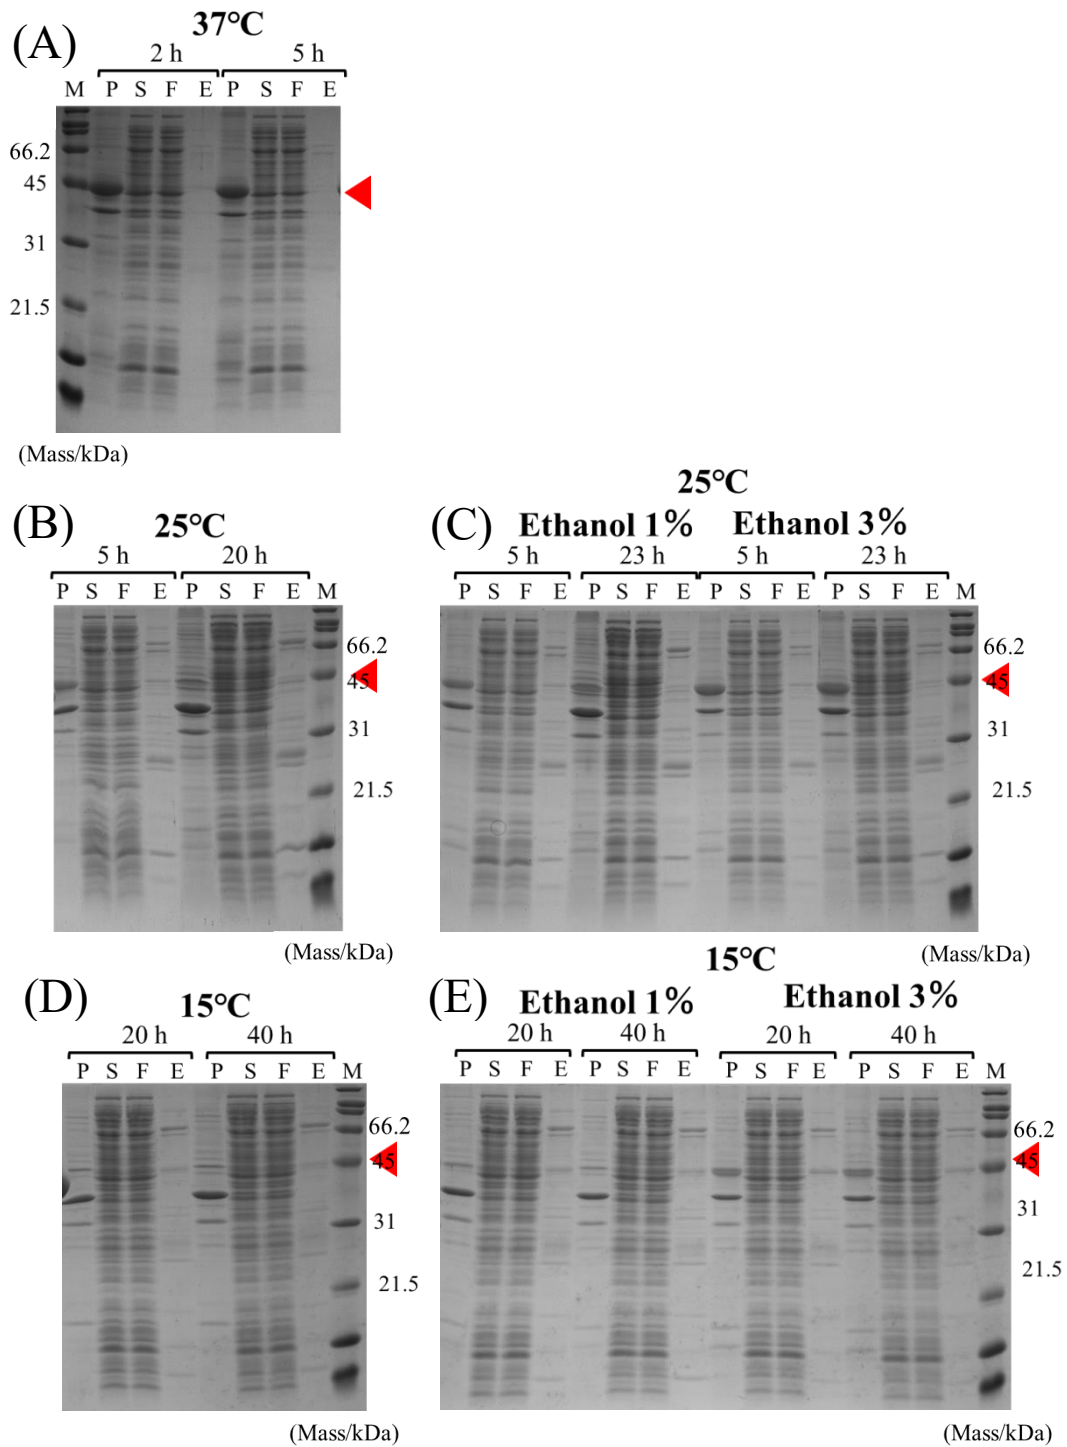 (A)
37℃
2 h 5 h
M P S F E P S F E
66.2
45
31
21.5
(Mass/kDa)
(B)
25℃
5 h 20 h
P S F E P S F E M
66.2
45
31
21.5
(Mass/kDa)
(C)
25℃
Ethanol 1% Ethanol 3%
5 h 23 h 5 h 23 h
P S F E P S F E P S F E P S F E M
66.2
45
31
21.5
(Mass/kDa)
(D)
15℃
20 h 40 h
P S F E P S F E M
66.2
45
31
21.5
(Mass/kDa)
(E)
15℃
Ethanol 1% Ethanol 3%
20 h 40 h 20 h 40 h
P S F E P S F E P S F E P S F E M
66.2
45
31
21.5
(Mass/kDa)